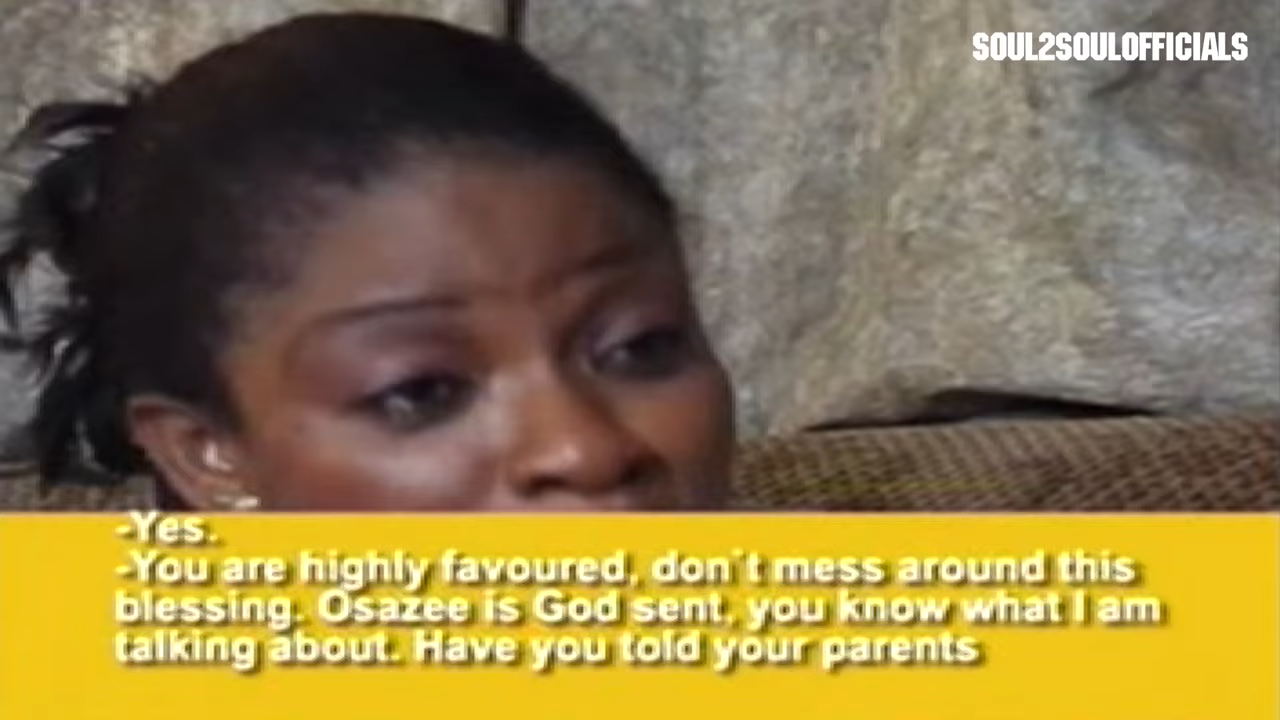 SOUL2SOULOFFICIALS
-Yes.
-You are highly favoured, don't mess around this
blessing. Osazee is God sent, you know what I am
talking about. Have you told your parents